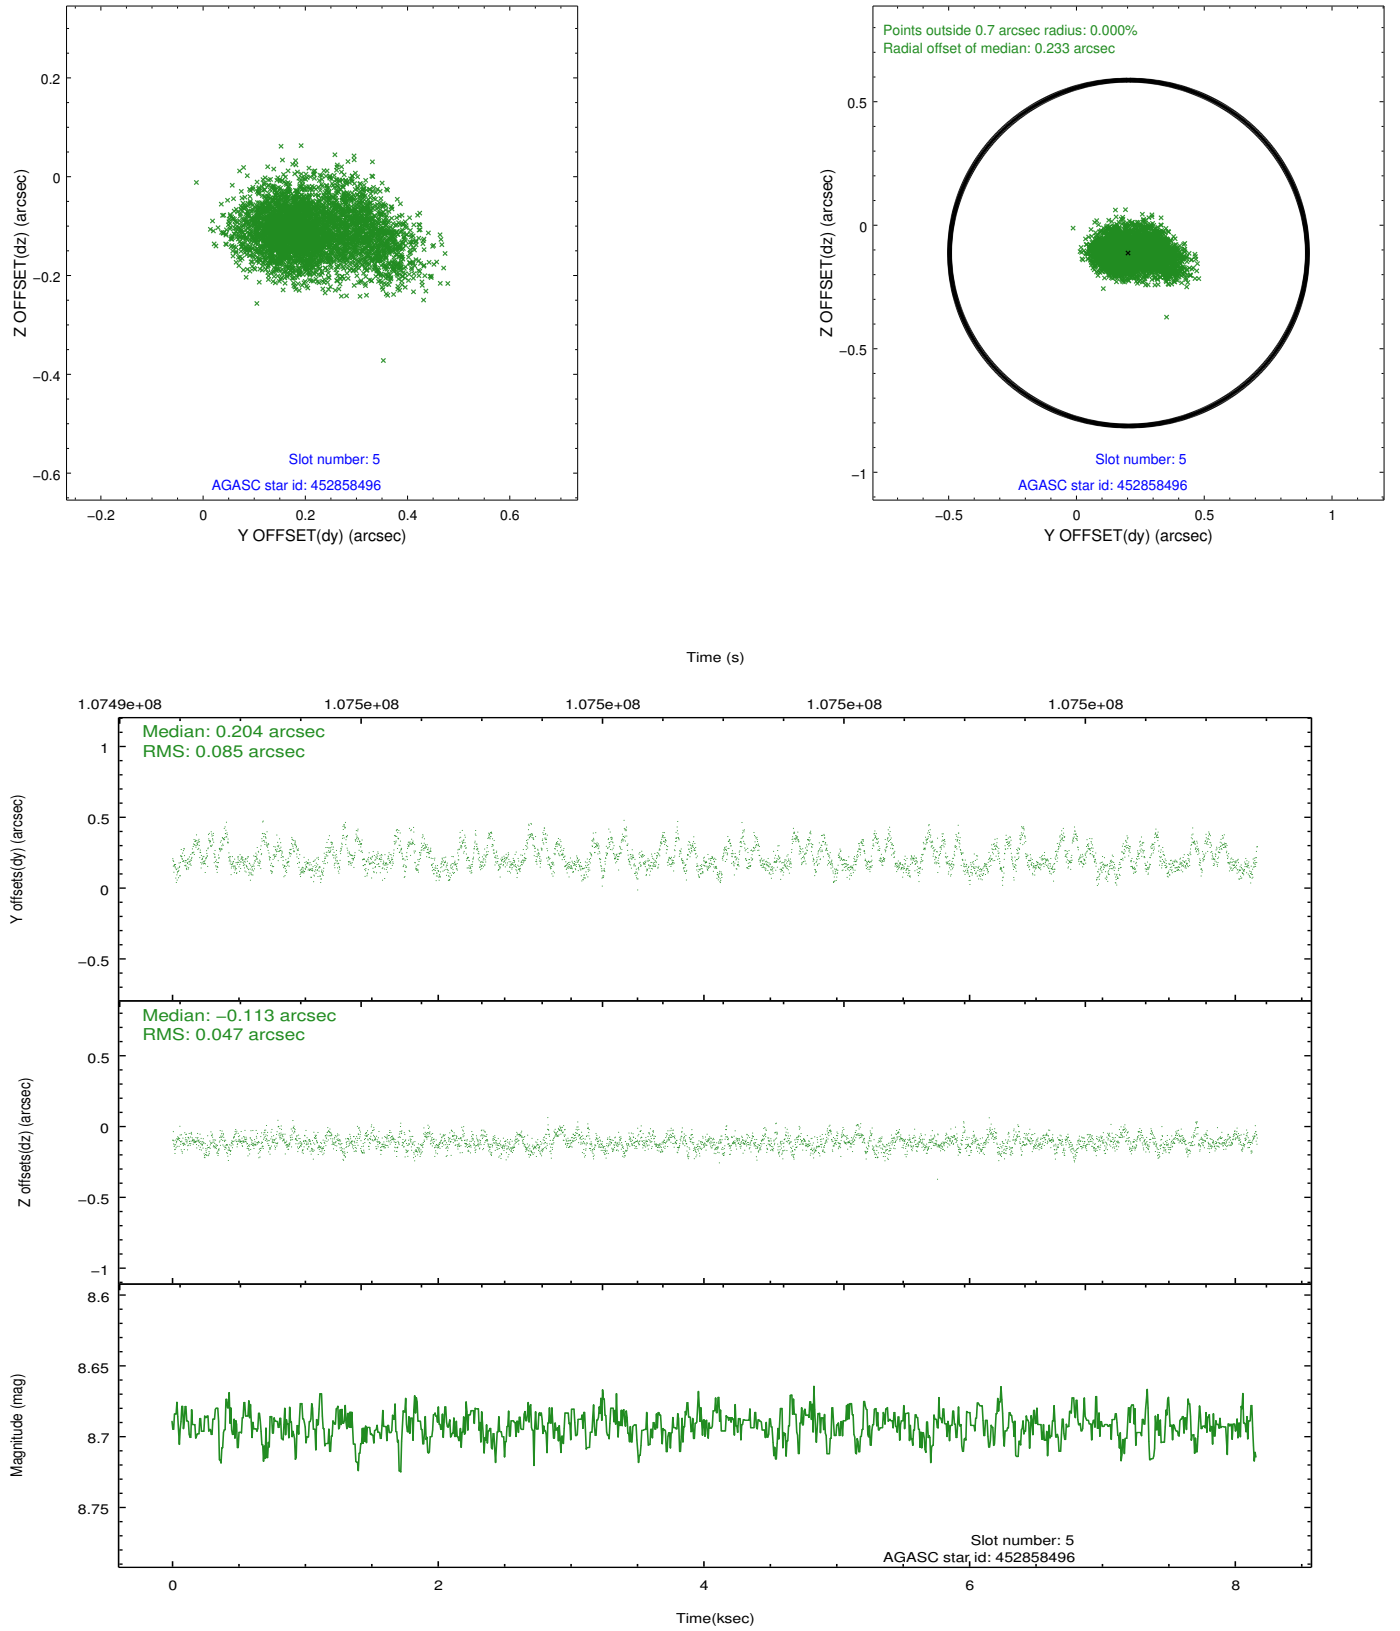 0.2
0
−0.2
−0.4
−0.6
Z OFFSET(dz) (arcsec)
Slot number: 5
AGASC star id: 452858496
−0.2
0
0.2
0.4
0.6
Y OFFSET(dy) (arcsec)
Points outside 0.7 arcsec radius: 0.000%
Radial offset of median: 0.233 arcsec
0.5
0
−0.5
−1
Z OFFSET(dz) (arcsec)
Slot number: 5
AGASC star id: 452858496
−0.5
0
0.5
1
Y OFFSET(dy) (arcsec)
Time (s)
1.0749e+08
1.075e+08
1.075e+08
1.075e+08
1.075e+08
Median: 0.204 arcsec
RMS: 0.085 arcsec
1
0.5
0
−0.5
Y offsets(dy) (arcsec)
Median: −0.113 arcsec
RMS: 0.047 arcsec
0.5
0
−0.5
−1
Z offsets(dz) (arcsec)
8.6
8.65
8.7
8.75
Magnitude (mag)
Slot number: 5
AGASC star id: 452858496
0
2
4
6
8
Time(ksec)